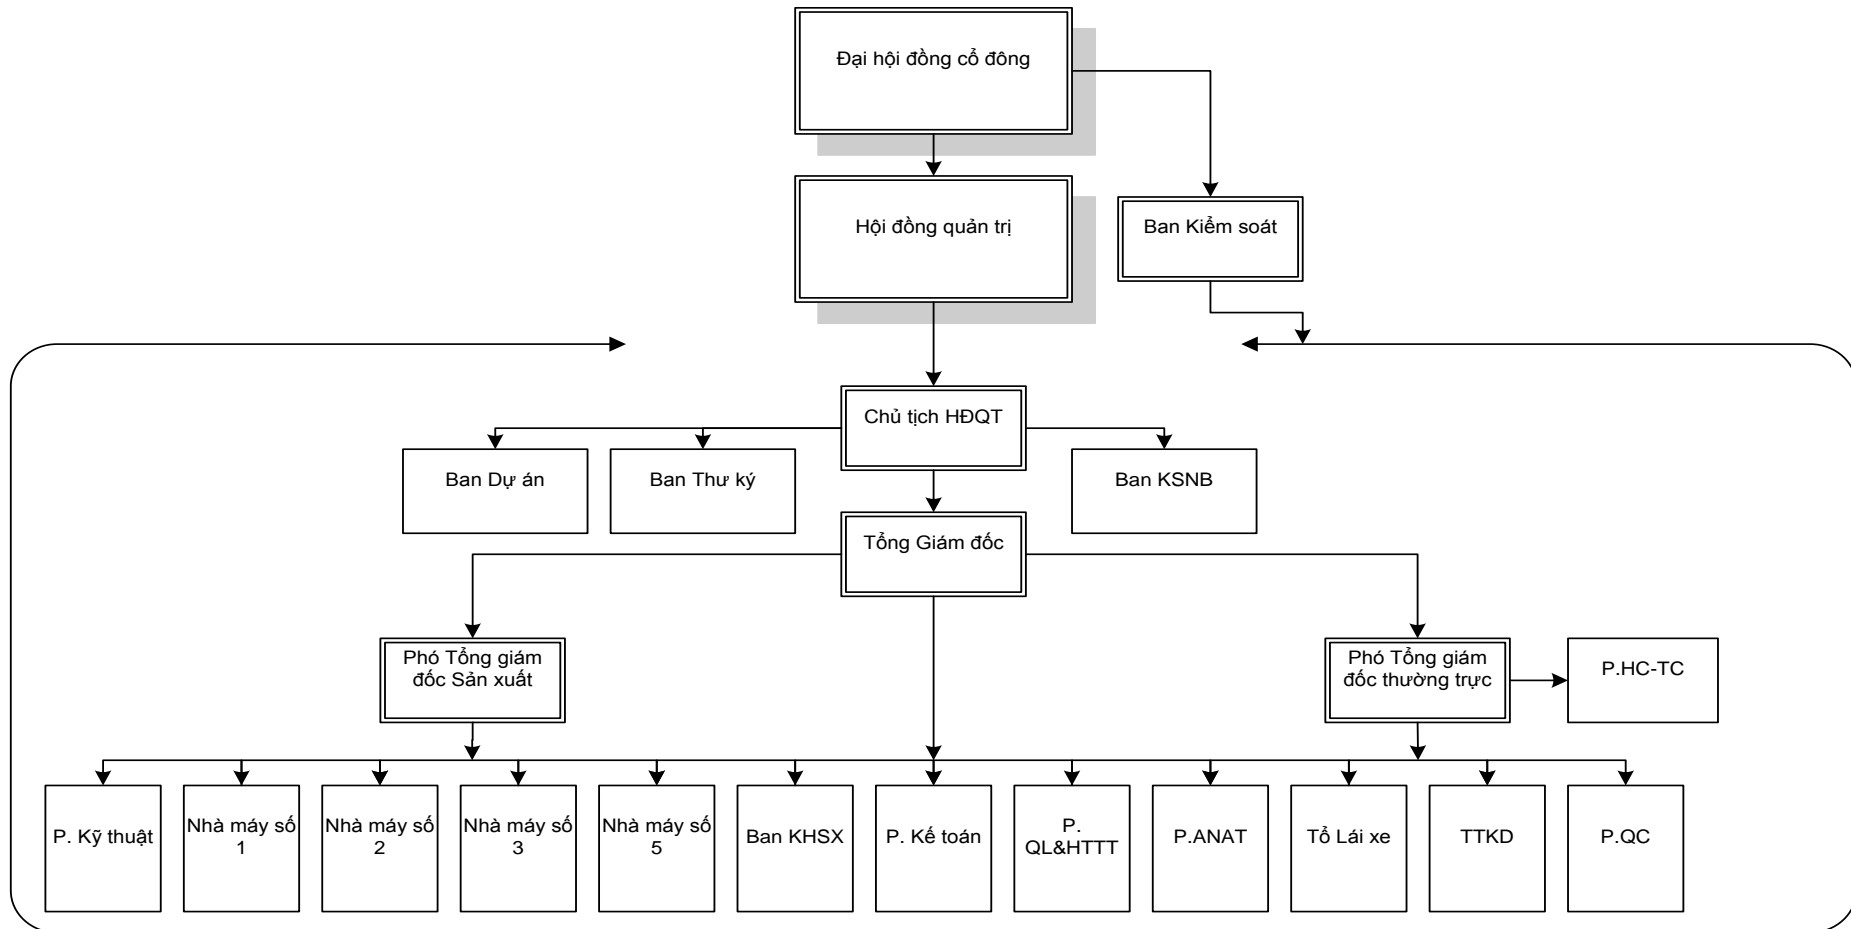 Đại hội đồng cổ đông
Hội đồng quản trị
Ban Kiểm soát
Chủ tịch HĐQT
Ban Dự án
Ban Thư ký
Ban KSNB
Tổng Giám đốc
Phó Tổng giám
đốc Sản xuất
Phó Tổng giám
đốc thường trực
P.HC-TC
P. Kỹ thuật
Nhà máy số
1
Nhà máy số
2
Nhà máy số
3
Nhà máy số
5
Ban KHSX
P. Kế toán
P.
QL&HTTT
P.ANAT
Tổ Lái xe
TTKD
P.QC